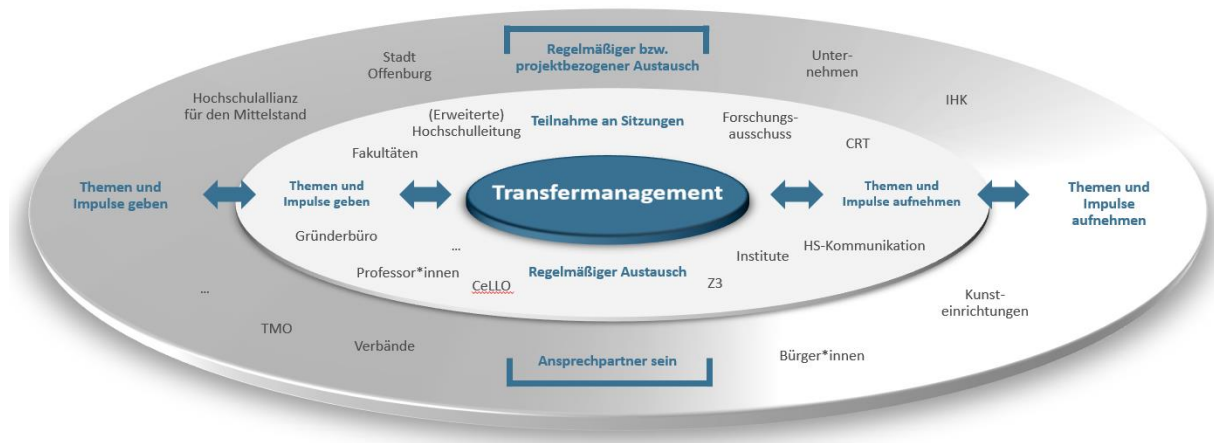 Regelmäßiger bzw.
projektbezogener Austausch
Stadt
Offenburg
Unter-
nehmen
Hochschulallianz
für den Mittelstand
IHK
(Erweiterte)
Hochschulleitung
Teilnahme an Sitzungen
Forschungs-
ausschuss
Fakultäten
CRT
Themen und
Impulse geben
Themen und
Impulse geben
Transfermanagement
Themen und
Impulse aufnehmen
Themen und
Impulse
aufnehmen
Gründerbüro
...
HS-Kommunikation
Institute
Professor*innen
CeLLO
Regelmäßiger Austausch
Z3
...
Kunst-
einrichtungen
TMO
Verbände
Ansprechpartner sein
Bürger*innen